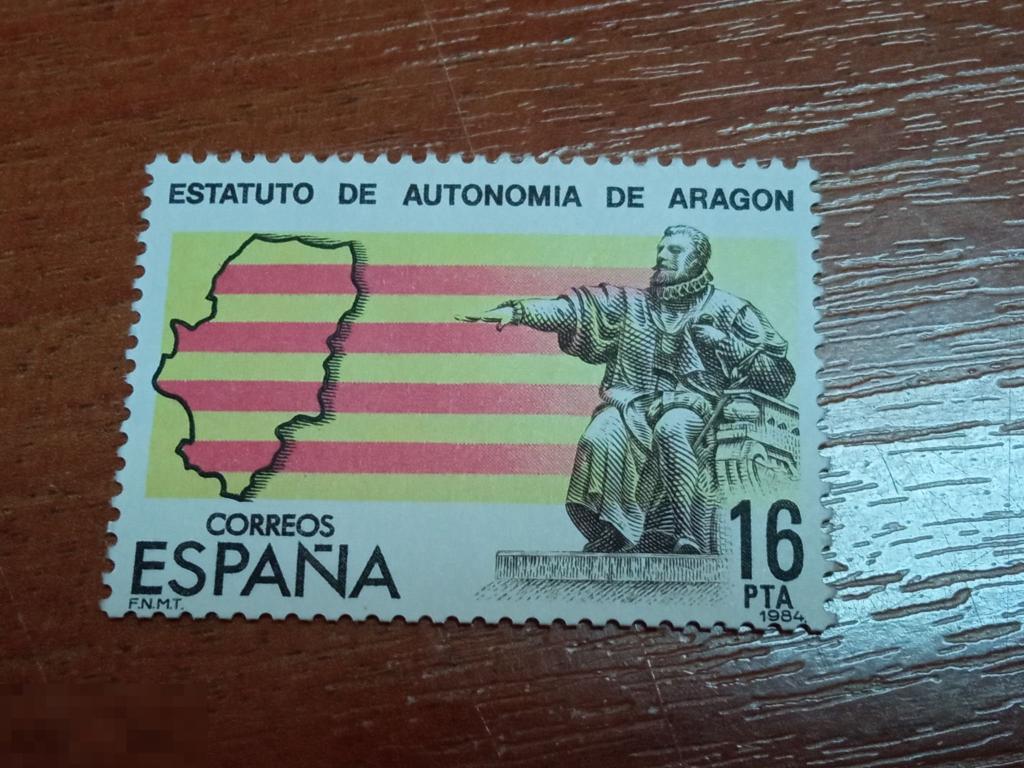 ESTATUTO DE AUTONOMIA DE ARAGON
CORREOS
ESPAÑA
F.N.M.T.
16
PTA
1984